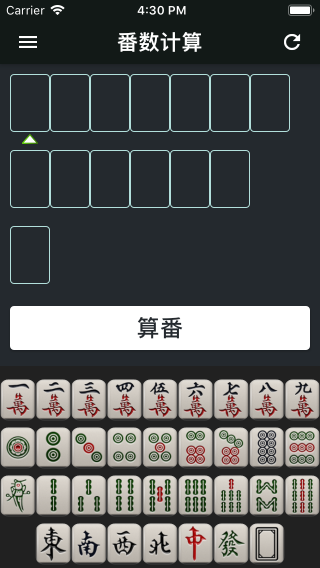 Carrier 4:30 PM
番数计算
算番
一萬 二萬 三萬 四萬 伍萬 六萬 七萬 八萬 九萬
東 南 西 北 中 發